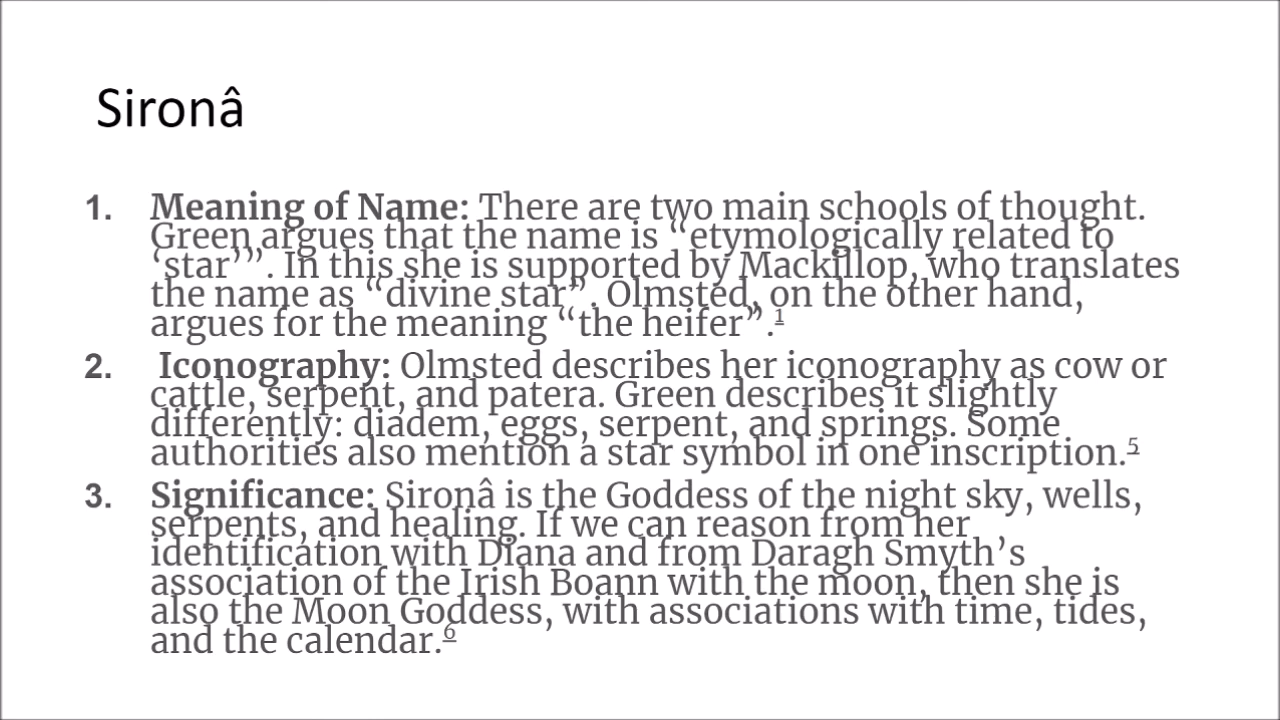 Sironâ
1. Meaning of Name: There are two main schools of thought.
Green argues that the name is “etymologically related to
‘star’”. In this she is supported by Mackillop, who translates
the name as “divine star”. Olmsted, on the other hand,
argues for the meaning “the heifer”.1
2. Iconography: Olmsted describes her iconography as cow or
cattle, serpent, and patera. Green describes it slightly
differently: diadem, eggs, serpent, and springs. Some
authorities also mention a star symbol in one inscription.5
3. Significance: Sironâ is the Goddess of the night sky, wells,
serpents, and healing. If we can reason from her
identification with Diana and from Daragh Smyth’s
association of the Irish Boann with the moon, then she is
also the Moon Goddess, with associations with time, tides,
and the calendar.6